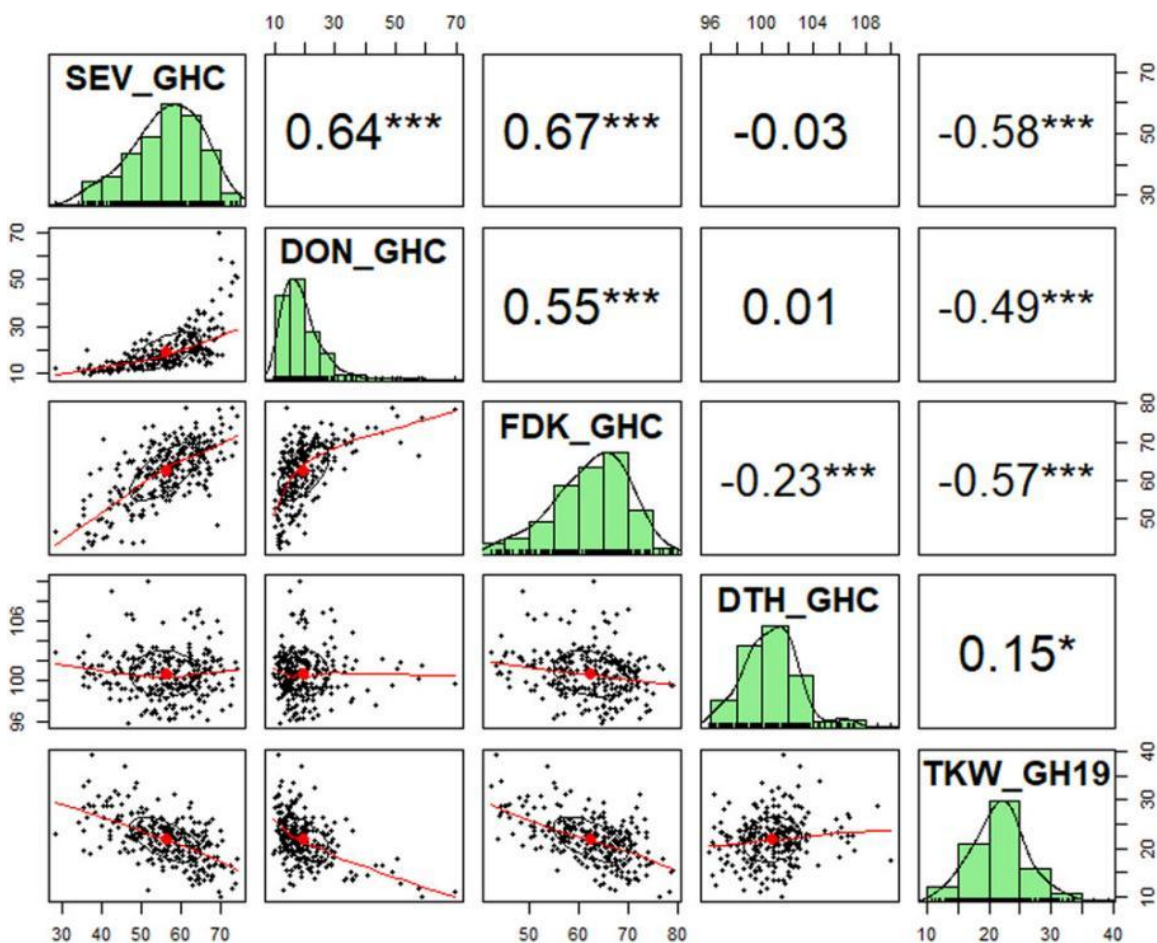 10 30 50 70 96 100 104 108
SEV_GHC 0.64*** 0.67*** -0.03 -0.58*** 30 50 70
10 30 50 70 DON_GHC 0.55*** 0.01 -0.49***
FDK_GHC -0.23*** -0.57*** 50 60 70 80
96 100 106 DTH_GHC 0.15*
TKW_GH19 10 20 30 40
30 40 50 60 70 50 60 70 80 10 20 30 40